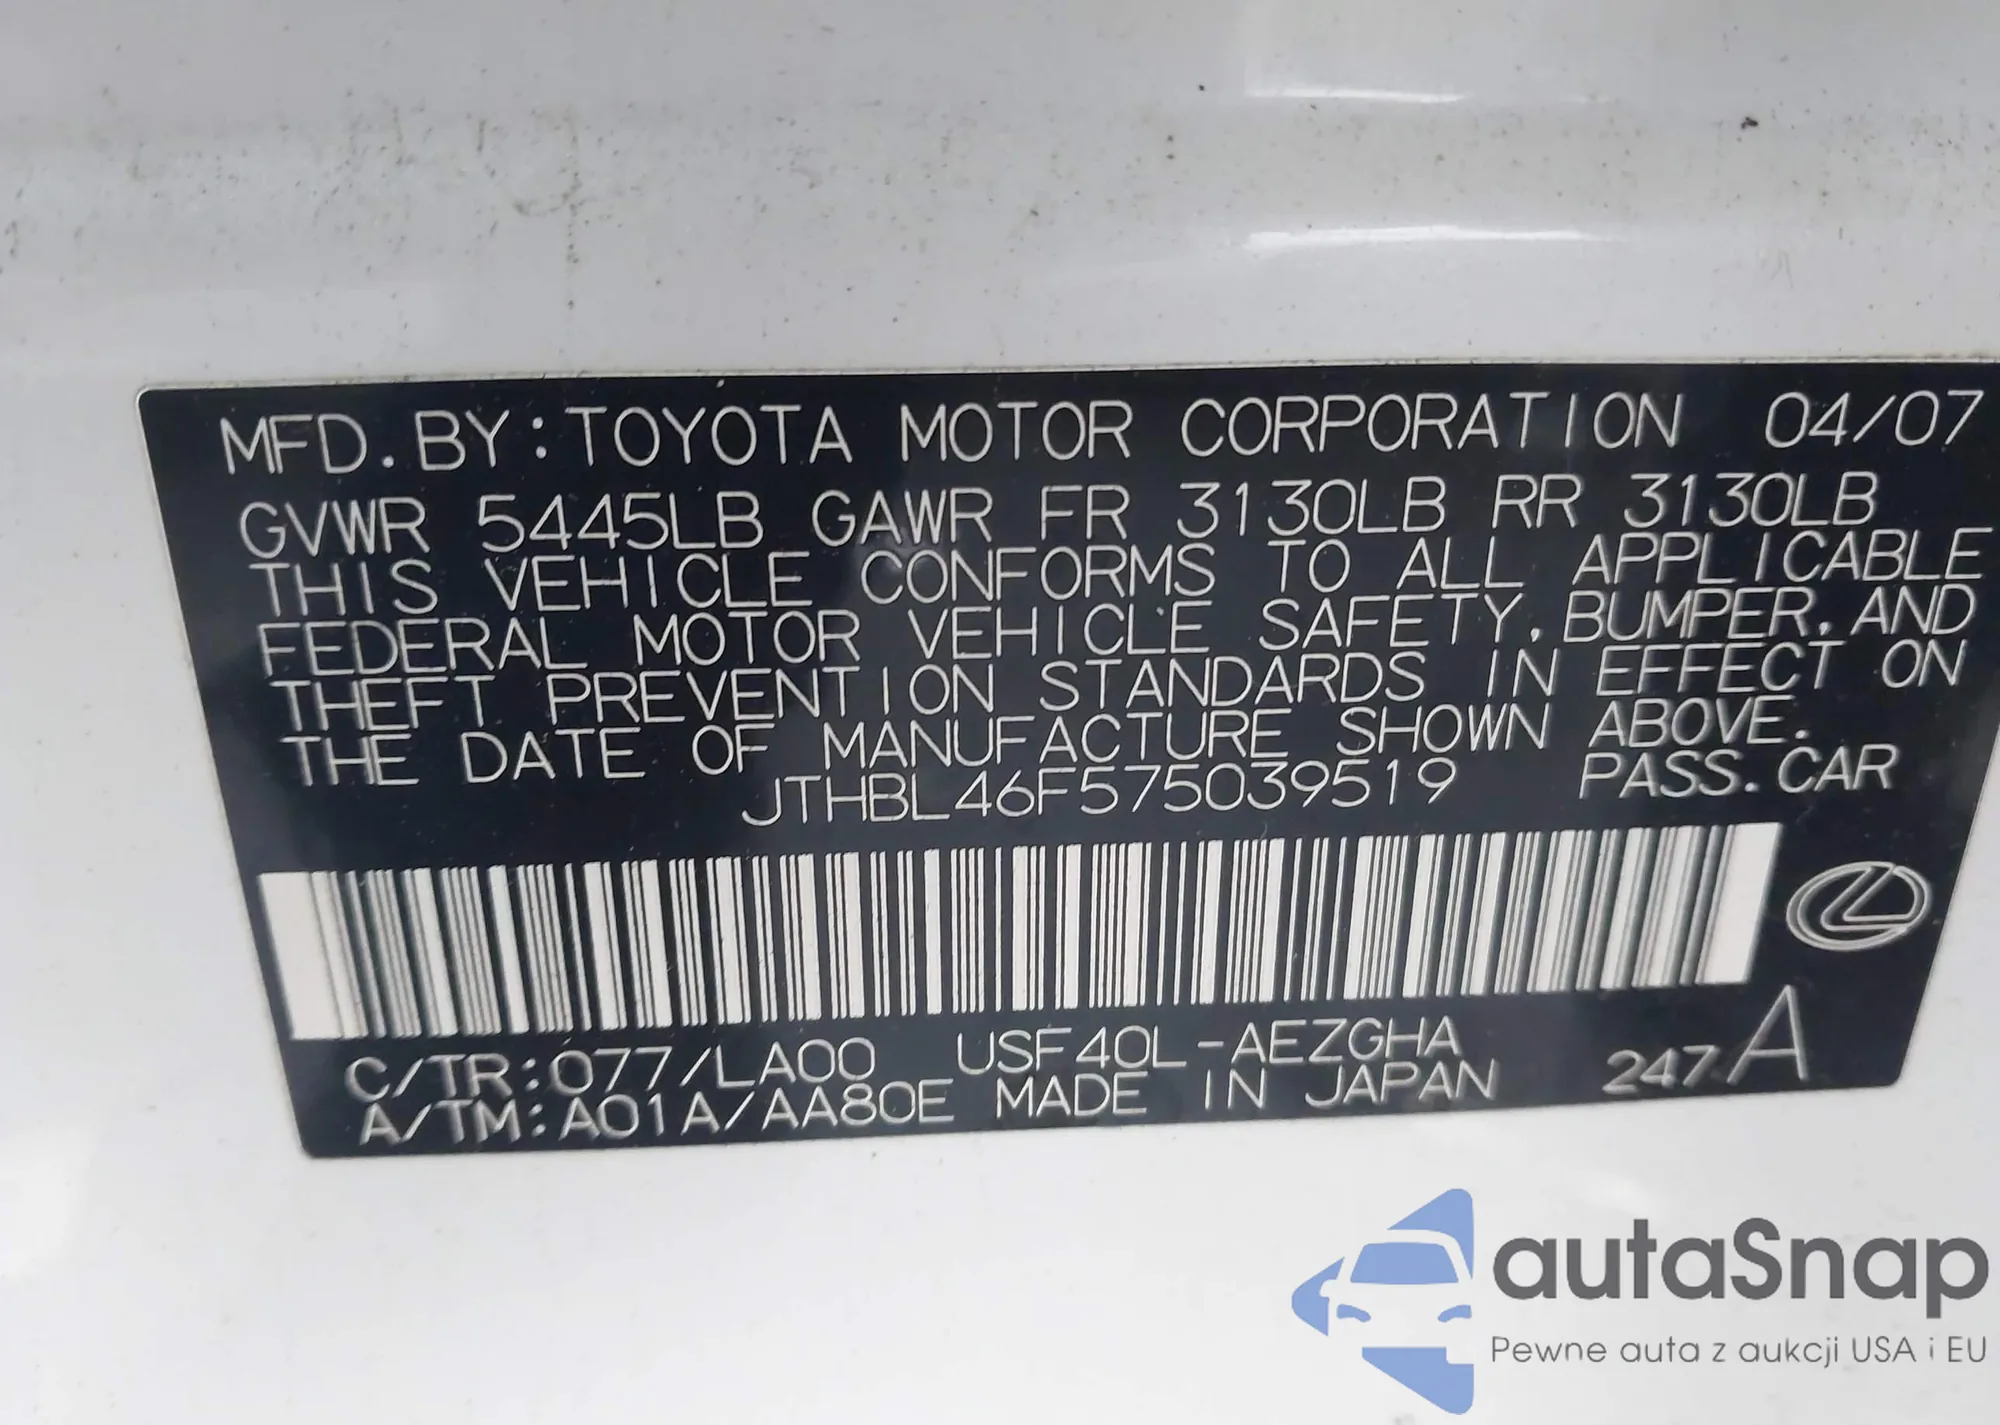 MFD. BY: TOYOTA MOTOR CORPORATION 04/07
GVWR 5445LB GAWR FR 3130LB RR 3130LB
THIS VEHICLE CONFORMS TO ALL APPLICABLE
FEDERAL MOTOR VEHICLE SAFETY, BUMPER, AND
THEFT PREVENTION STANDARDS IN EFFECT ON
THE DATE OF MANUFACTURE SHOWN ABOVE.
JTHBL46F575039519 PASS. CAR
C/TR: 077/LA00 USF40L-AEZGHA
A/TM: A01A/AA80E MADE IN JAPAN 247 A
autaSnap
Pewne auta z aukcji USA i EU